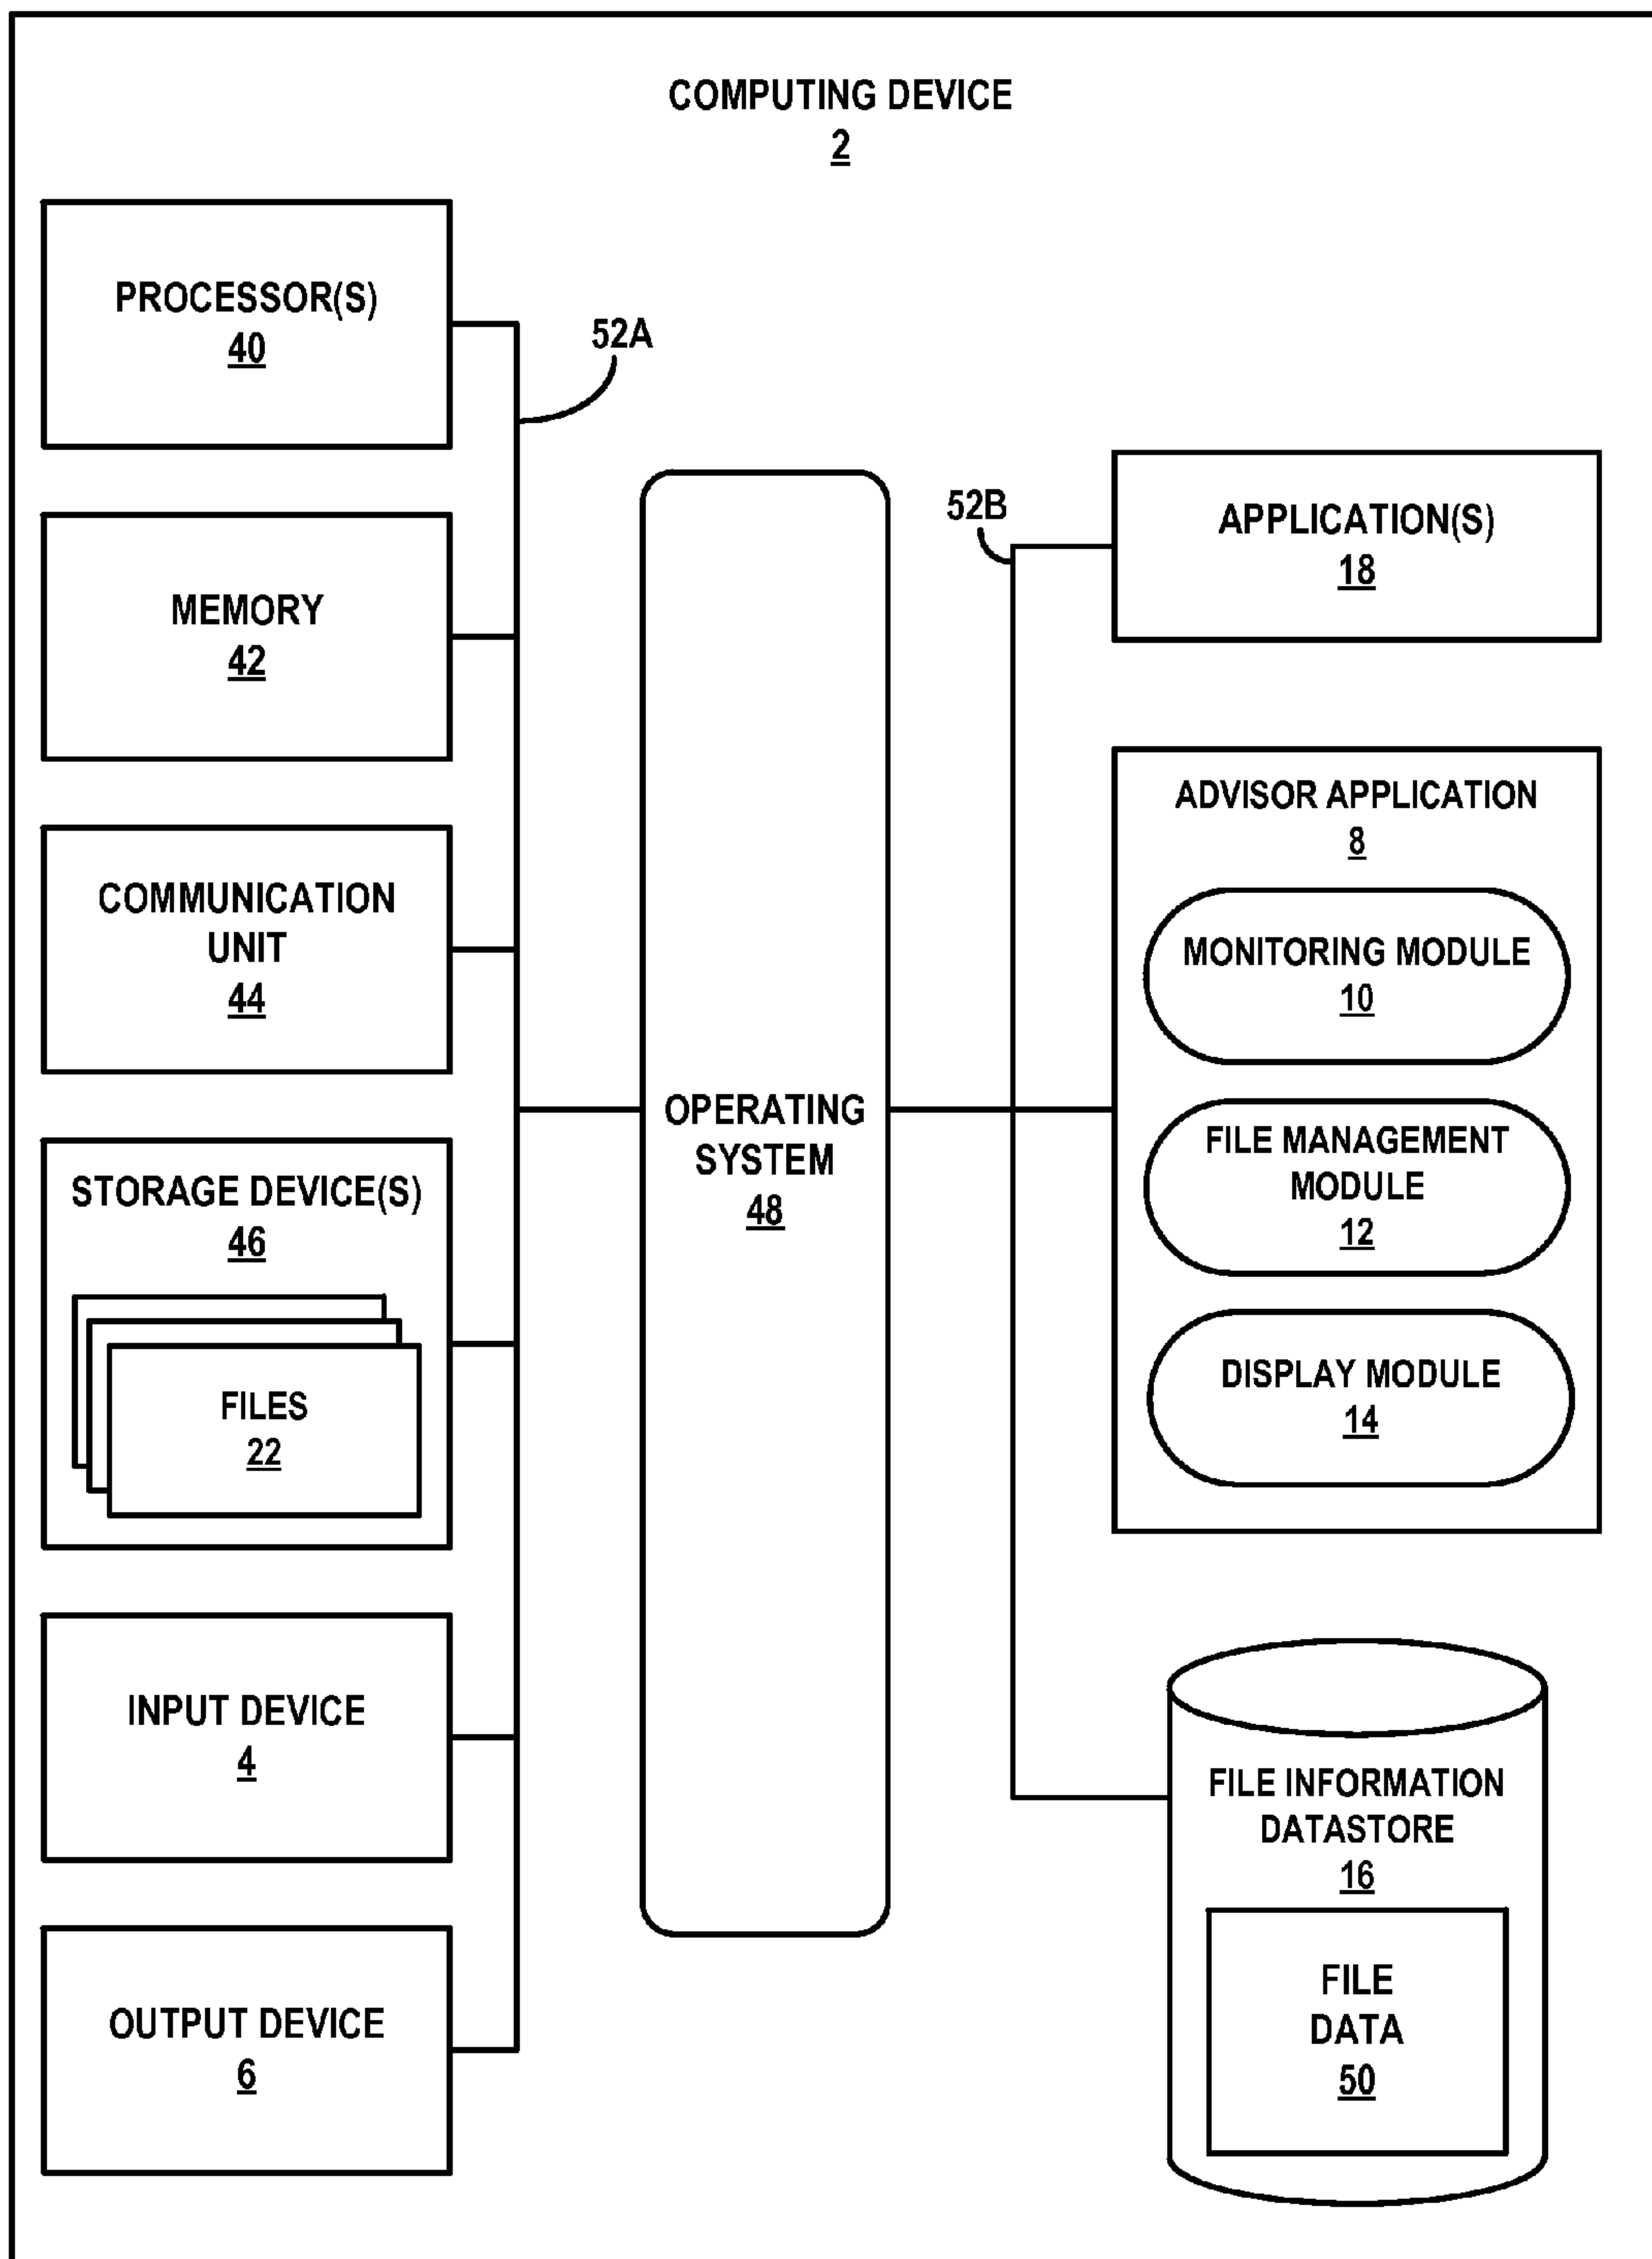 COMPUTING DEVICE
2
PROCESSOR(S)
40
52A
MEMORY
42
COMMUNICATION
UNIT
44
STORAGE DEVICE(S)
46
FILES
22
INPUT DEVICE
4
OUTPUT DEVICE
6
OPERATING
SYSTEM
48
52B
APPLICATION(S)
18
ADVISOR APPLICATION
8
MONITORING MODULE
10
FILE MANAGEMENT
MODULE
12
DISPLAY MODULE
14
FILE INFORMATION
DATASTORE
16
FILE
DATA
50